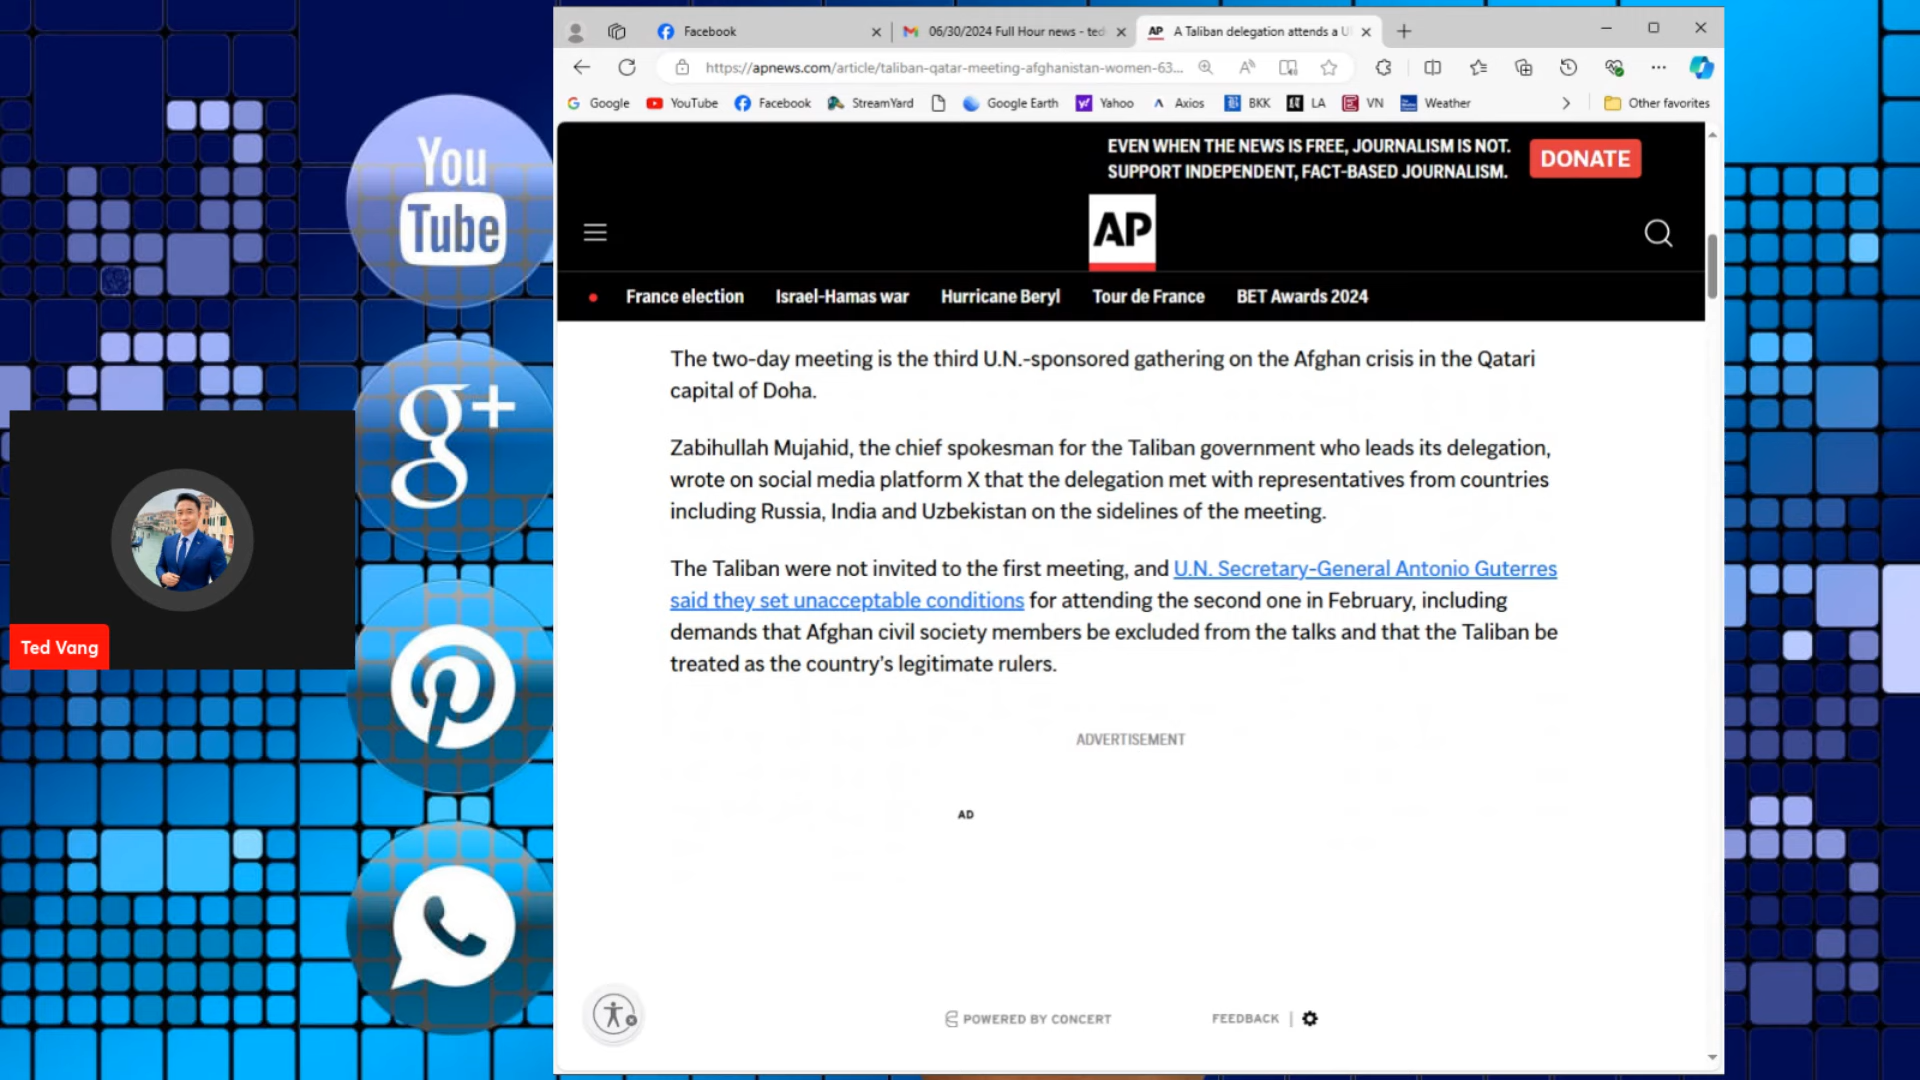 Facebook
06/30/2024 Full Hour news - ted
AP A Taliban delegation attends a U
https://apnews.com/article/taliban-qatar-meeting-afghanistan-women-63...
Google YouTube Facebook StreamYard Google Earth Yahoo Axios BKK LA VN Weather Other favorites
EVEN WHEN THE NEWS IS FREE, JOURNALISM IS NOT.
SUPPORT INDEPENDENT, FACT-BASED JOURNALISM.
DONATE
AP
France election Israel-Hamas war Hurricane Beryl Tour de France BET Awards 2024
The two-day meeting is the third U.N.-sponsored gathering on the Afghan crisis in the Qatari
capital of Doha.
Zabihullah Mujahid, the chief spokesman for the Taliban government who leads its delegation,
wrote on social media platform X that the delegation met with representatives from countries
including Russia, India and Uzbekistan on the sidelines of the meeting.
The Taliban were not invited to the first meeting, and U.N. Secretary-General Antonio Guterres
said they set unacceptable conditions for attending the second one in February, including
demands that Afghan civil society members be excluded from the talks and that the Taliban be
treated as the country's legitimate rulers.
ADVERTISEMENT
AD
POWERED BY CONCERT
FEEDBACK
You
Tube
g+
Ted Vang